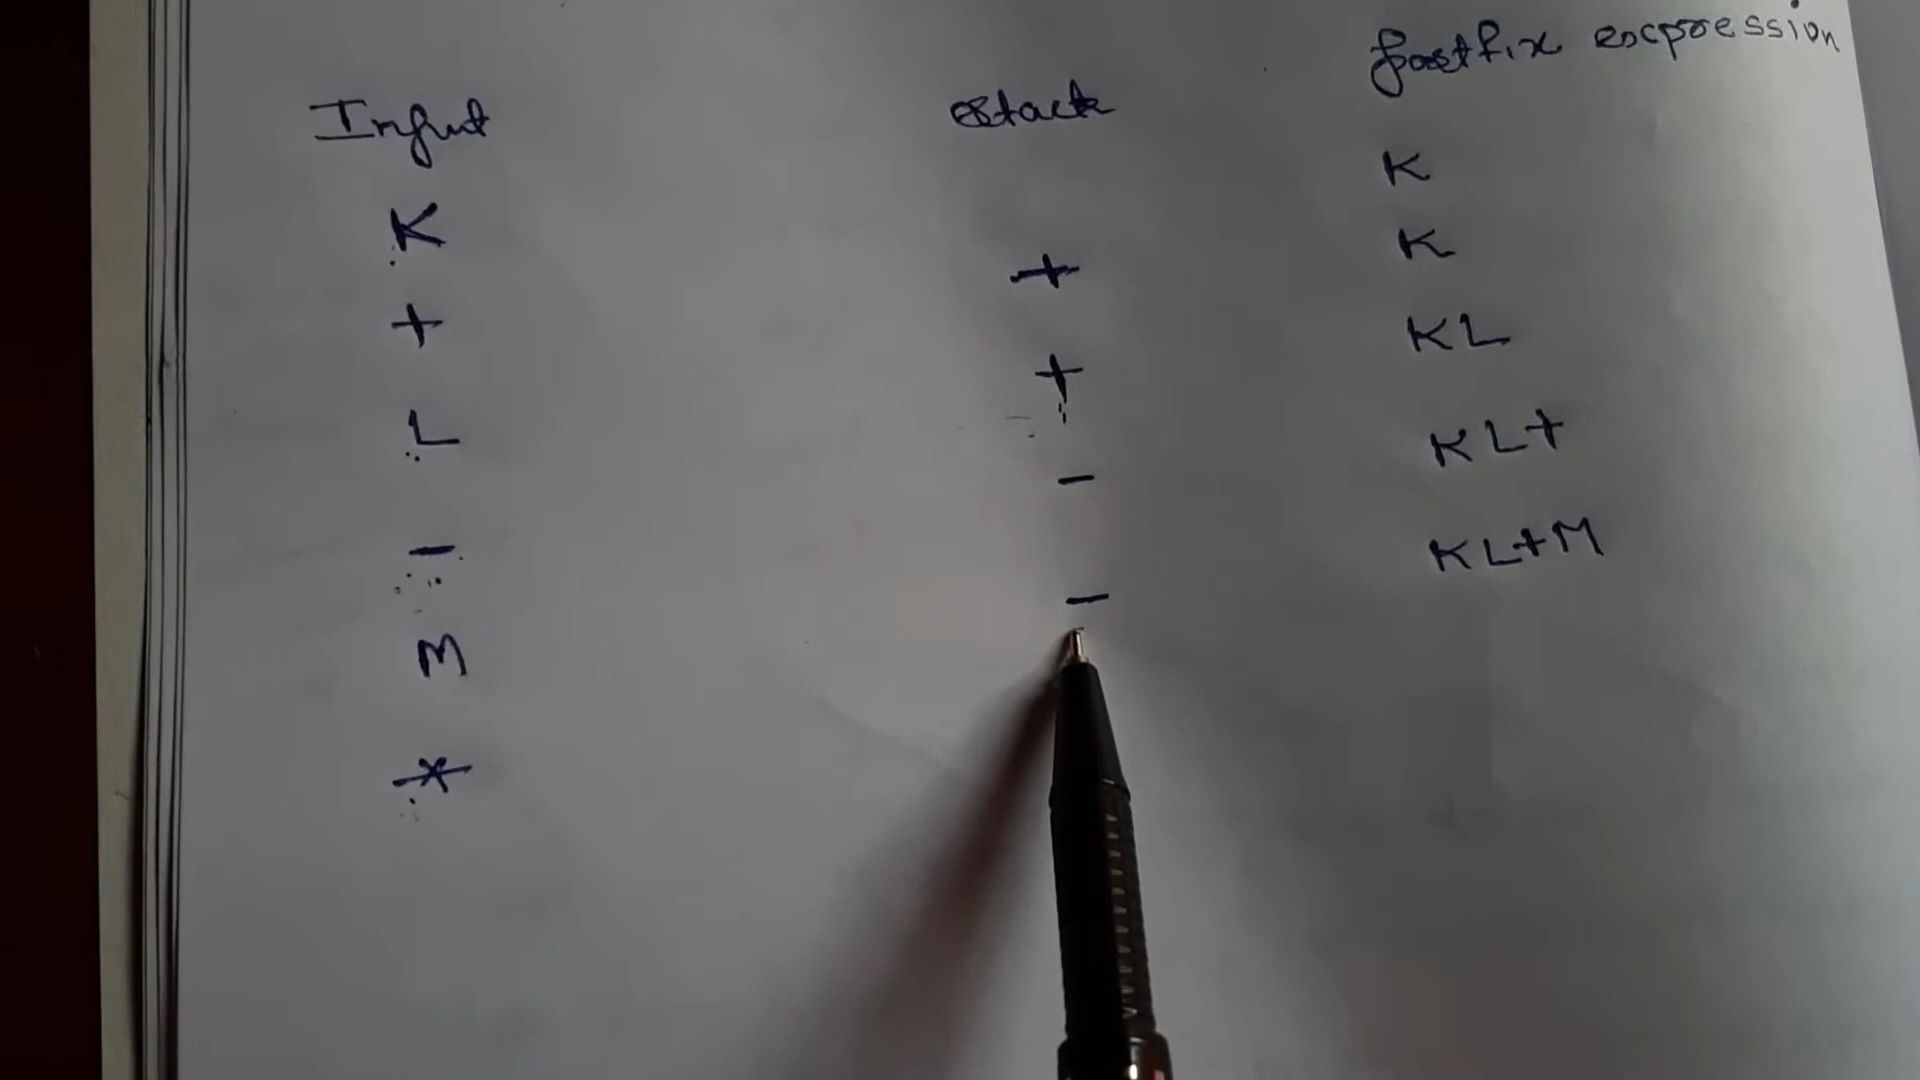 Input stack postfix expression
K K
+ + K
L + KL
- - KL+
M - KL+M
*